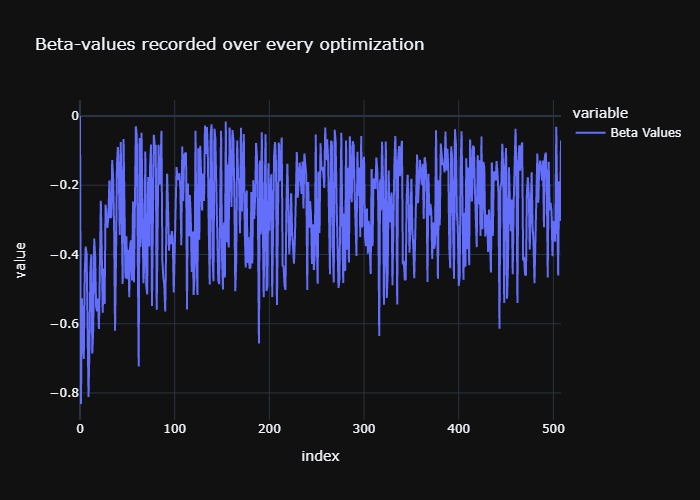 Beta-values recorded over every optimization
variable
Beta Values
0
−0.2
−0.4
−0.6
−0.8
value
0
100
200
300
400
500
index